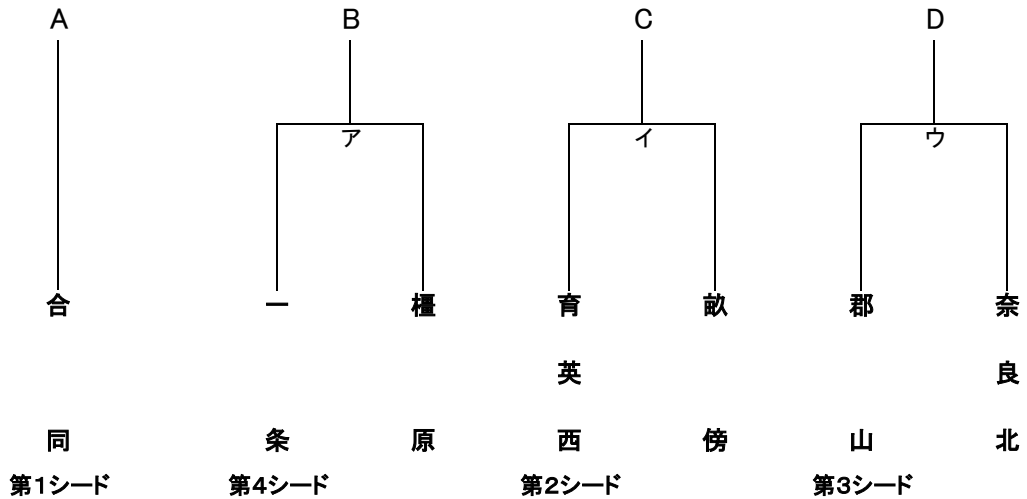 A B C D
ア イ ウ
合同 一条 橿原 育英西 畝傍 郡山 奈良北
第1シード 第4シード 第2シード 第3シード